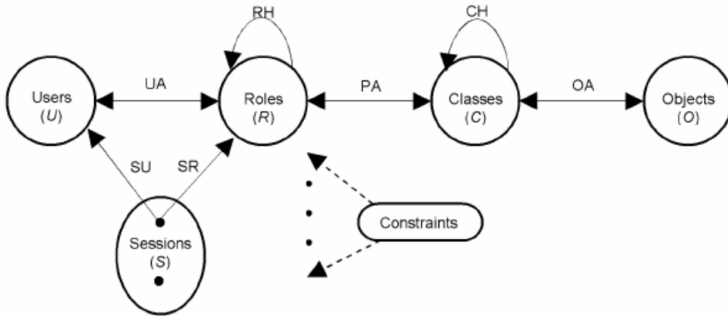 RH
CH
Users
(U)
UA
Roles
(R)
PA
Classes
(C)
OA
Objects
(O)
SU
SR
Sessions
(S)
Constraints